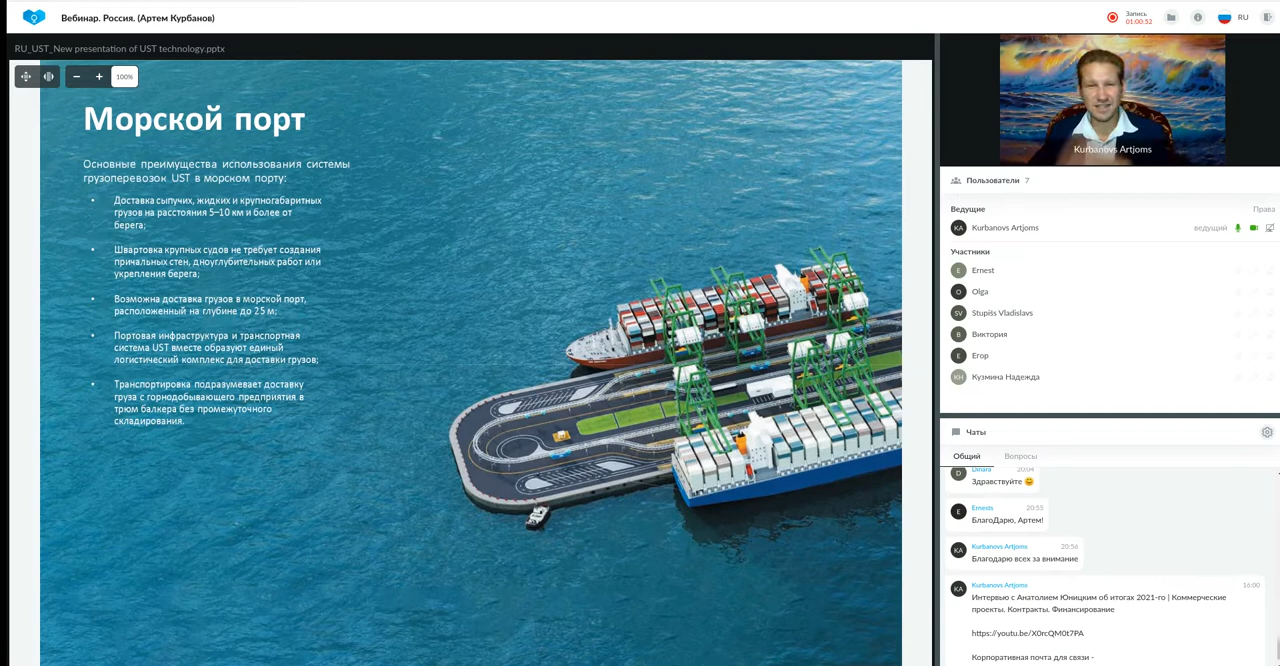 Вебинар. Россия. (Артем Курбанов)
Запись
01:00:52
RU
RU_UST_New presentation of UST technology.pptx
100%
Морской порт
Основные преимущества использования системы
грузоперевозок UST в морском порту:
• Доставка сыпучих, жидких и крупногабаритных
грузов на расстояния 5–10 км и более от
берега;
• Швартовка крупных судов не требует создания
причальных стен, дноуглубительных работ или
укрепления берега;
• Возможна доставка грузов в морской порт,
расположенный на глубине до 25 м;
• Портовая инфраструктура и транспортная
система UST вместе образуют единый
логистический комплекс для доставки грузов;
• Транспортировка подразумевает доставку
груза с горнодобывающего предприятия в
трюм балкера без промежуточного
складирования.
Kurbanovs Artjoms
Пользователи 7
Ведущие Права
KA Kurbanovs Artjoms ведущий
Участники
E Ernest
O Olga
SV Stupišs Vladislavs
В Виктория
Е Егор
КН Кузмина Надежда
Чаты
Общий Вопросы
D Dinara 20:04
Здравствуйте
E Ernests 20:55
БлагоДарю, Артем!
KA Kurbanovs Artjoms 20:56
Благодарю всех за внимание
KA Kurbanovs Artjoms 16:00
Интервью с Анатолием Юницким об итогах 2021-го | Коммерческие
проекты. Контракты. Финансирование
https://youtu.be/X0rcQM0t7PA
Корпоративная почта для связи -